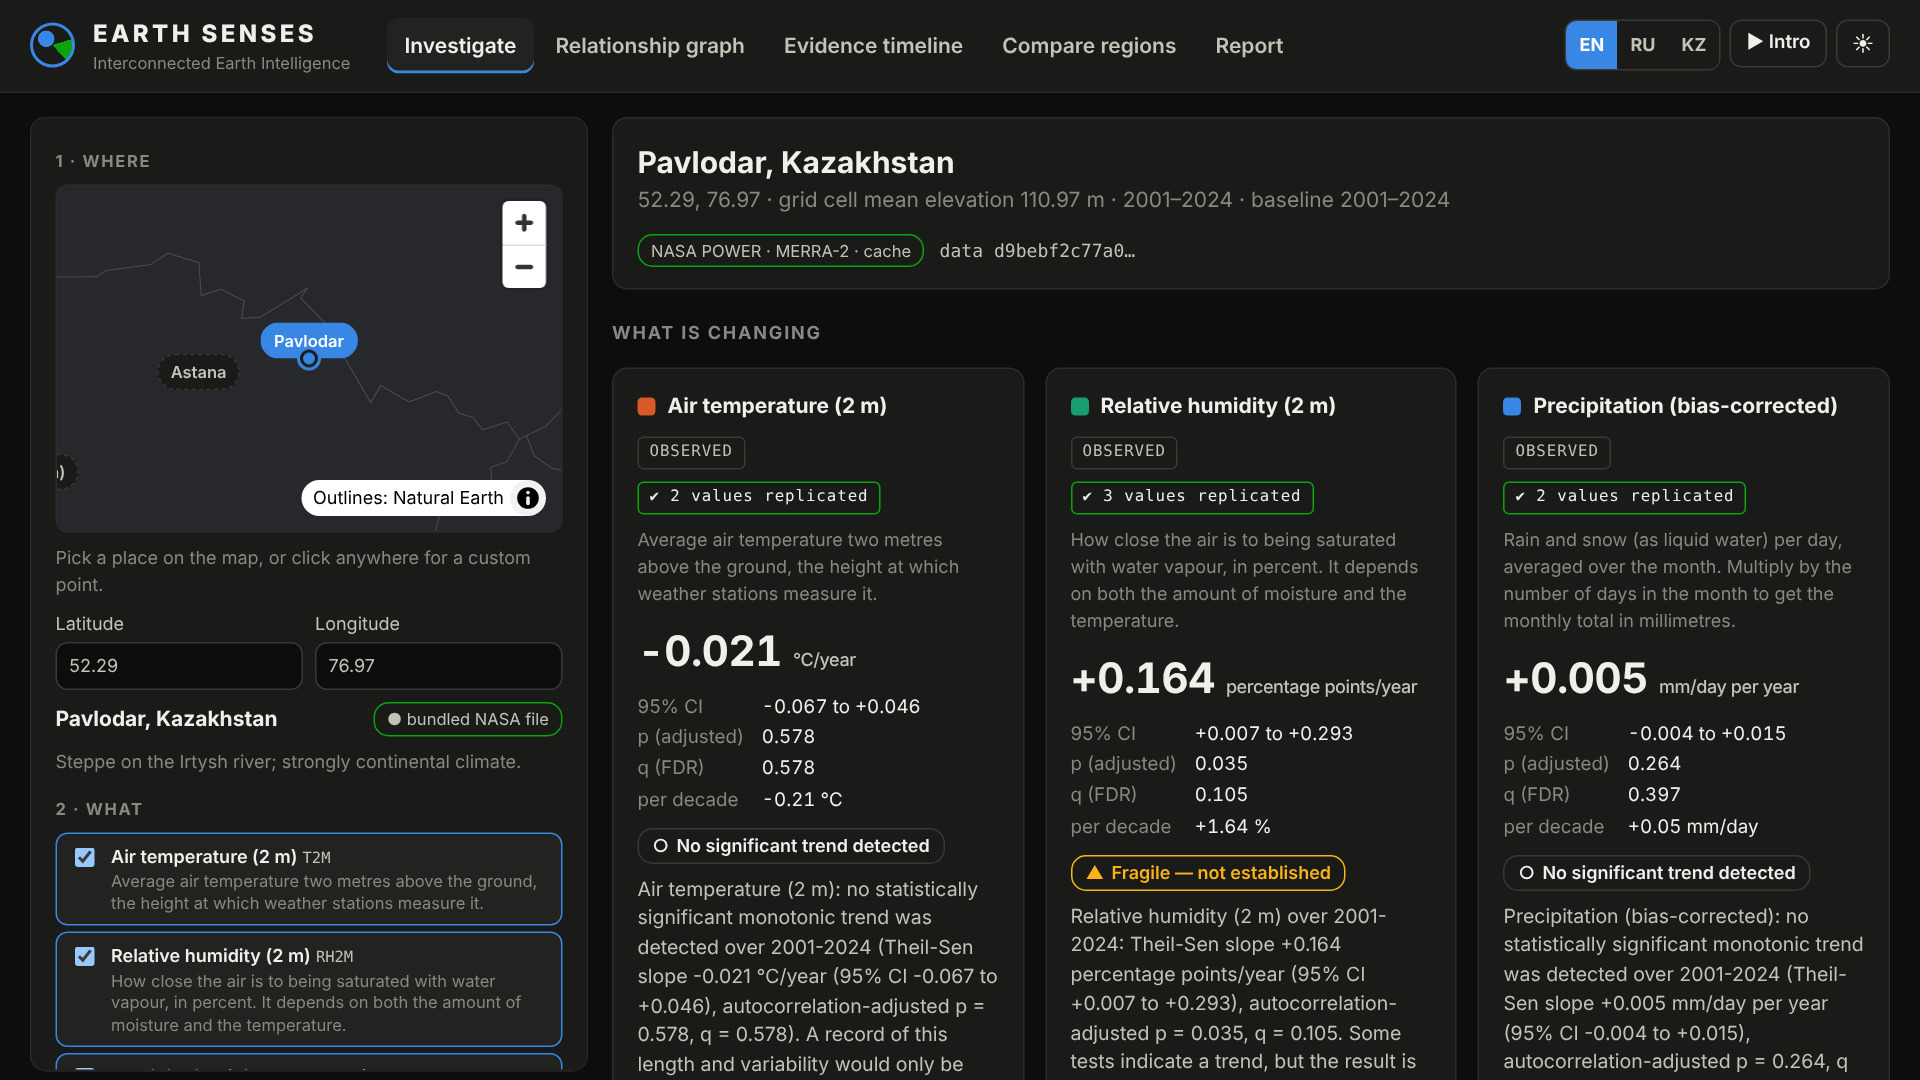 EARTH SENSES
Interconnected Earth Intelligence
Investigate
Relationship graph
Evidence timeline
Compare regions
Report
EN
RU
KZ
▶ Intro
1 · WHERE
+
−
Pavlodar
Astana
Outlines: Natural Earth
Pick a place on the map, or click anywhere for a custom
point.
Latitude
Longitude
52.29
76.97
Pavlodar, Kazakhstan
bundled NASA file
Steppe on the Irtysh river; strongly continental climate.
2 · WHAT
Air temperature (2 m) T2M
Average air temperature two metres above the ground,
the height at which weather stations measure it.
Relative humidity (2 m) RH2M
How close the air is to being saturated with water
vapour, in percent. It depends on both the amount of
moisture and the temperature.
Pavlodar, Kazakhstan
52.29, 76.97 · grid cell mean elevation 110.97 m · 2001–2024 · baseline 2001–2024
NASA POWER · MERRA-2 · cache
data d9bebf2c77a0…
WHAT IS CHANGING
Air temperature (2 m)
OBSERVED
✔ 2 values replicated
Average air temperature two metres
above the ground, the height at which
weather stations measure it.
-0.021 °C/year
95% CI -0.067 to +0.046
p (adjusted) 0.578
q (FDR) 0.578
per decade -0.21 °C
No significant trend detected
Air temperature (2 m): no statistically
significant monotonic trend was
detected over 2001-2024 (Theil-Sen
slope -0.021 °C/year (95% CI -0.067 to
+0.046), autocorrelation-adjusted p =
0.578, q = 0.578). A record of this
length and variability would only be
Relative humidity (2 m)
OBSERVED
✔ 3 values replicated
How close the air is to being saturated
with water vapour, in percent. It depends
on both the amount of moisture and the
temperature.
+0.164 percentage points/year
95% CI +0.007 to +0.293
p (adjusted) 0.035
q (FDR) 0.105
per decade +1.64 %
Fragile — not established
Relative humidity (2 m) over 2001-
2024: Theil-Sen slope +0.164
percentage points/year (95% CI
+0.007 to +0.293), autocorrelation-
adjusted p = 0.035, q = 0.105. Some
tests indicate a trend, but the result is
Precipitation (bias-corrected)
OBSERVED
✔ 2 values replicated
Rain and snow (as liquid water) per day,
averaged over the month. Multiply by the
number of days in the month to get the
monthly total in millimetres.
+0.005 mm/day per year
95% CI -0.004 to +0.015
p (adjusted) 0.264
q (FDR) 0.397
per decade +0.05 mm/day
No significant trend detected
Precipitation (bias-corrected): no
statistically significant monotonic trend
was detected over 2001-2024 (Theil-
Sen slope +0.005 mm/day per year
(95% CI -0.004 to +0.015),
autocorrelation-adjusted p = 0.264, q